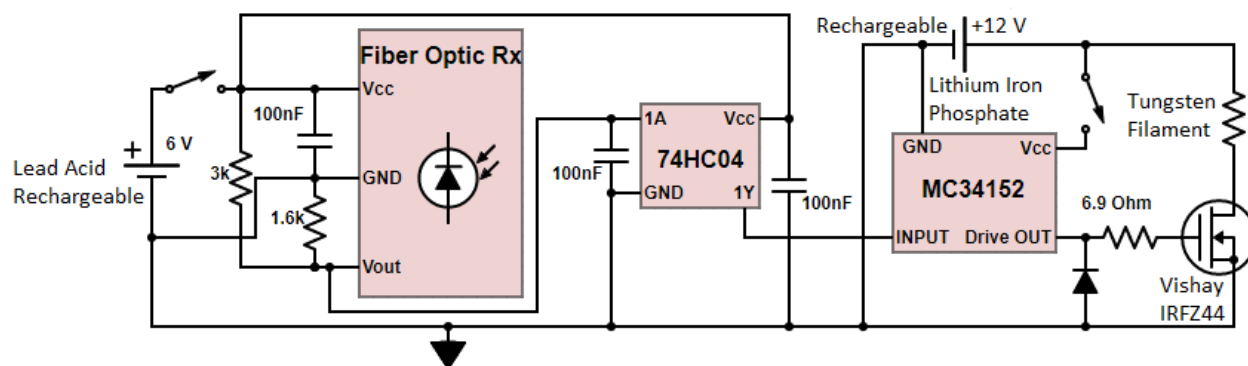 Fiber Optic Rx
Vcc
100nF
6 V
+
Lead Acid
Rechargeable
3k
GND
1.6k
Vout
1A
Vcc
74HC04
100nF
GND
1Y
100nF
Rechargeable
+12 V
Lithium Iron
Phosphate
Tungsten
Filament
GND
Vcc
MC34152
6.9 Ohm
INPUT
Drive OUT
Vishay
IRFZ44